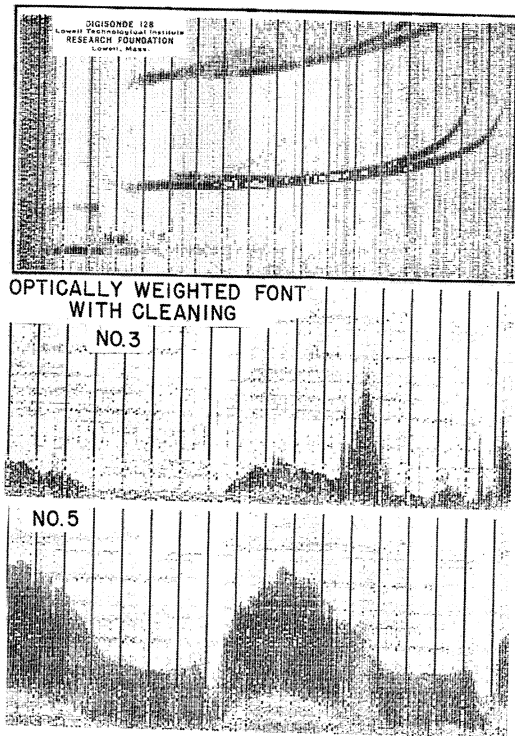 DIGISONDE 128
Lowell Technological Institute
RESEARCH FOUNDATION
Lowell, Mass.
OPTICALLY WEIGHTED FONT
WITH CLEANING
NO.3
NO.5